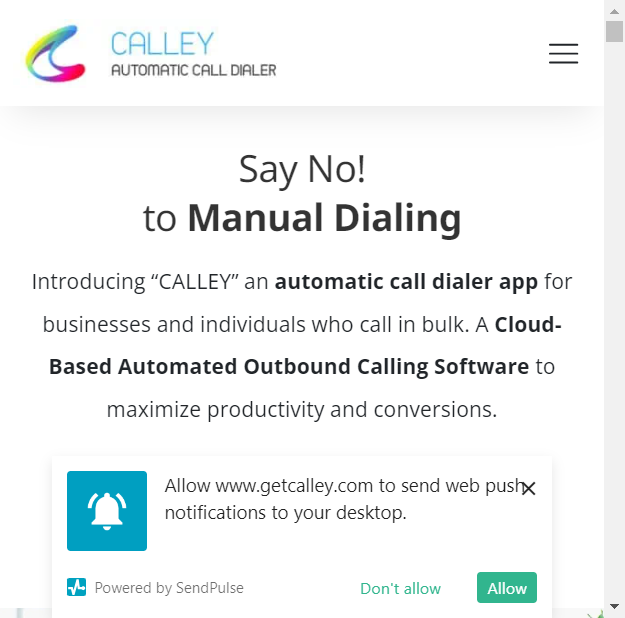 CALLEY
AUTOMATIC CALL DIALER
Say No!
to Manual Dialing
Introducing “CALLEY” an automatic call dialer app for
businesses and individuals who call in bulk. A Cloud-
Based Automated Outbound Calling Software to
maximize productivity and conversions.
Allow www.getcalley.com to send web push
notifications to your desktop.
Powered by SendPulse
Don't allow
Allow